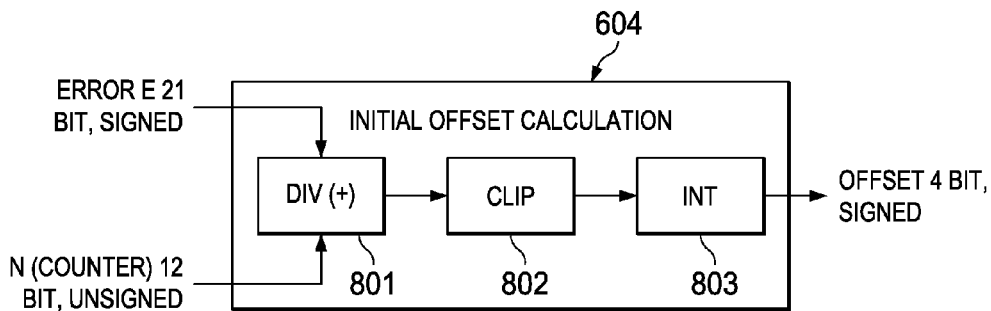 604
ERROR E 21
BIT, SIGNED
INITIAL OFFSET CALCULATION
DIV (+)
CLIP
INT
OFFSET 4 BIT,
SIGNED
N (COUNTER) 12
BIT, UNSIGNED
801
802
803